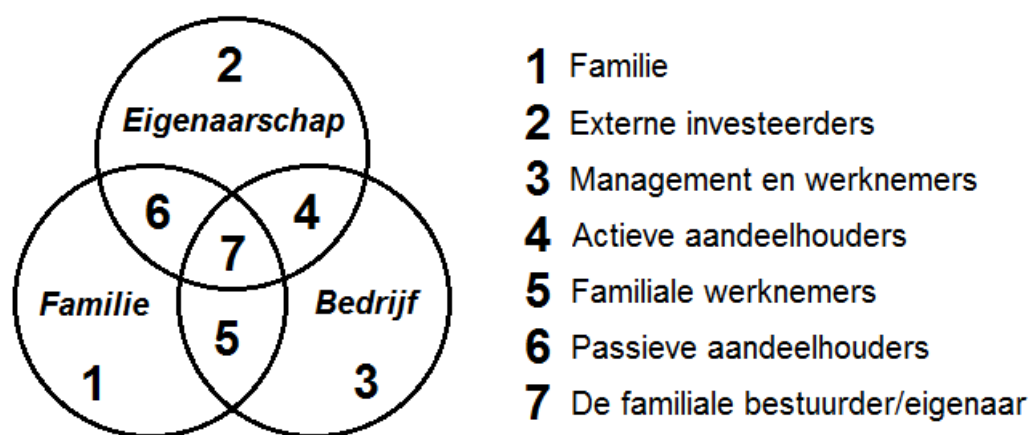 2
Eigenaarschap
6
4
7
Familie
Bedrijf
5
1
3
1 Familie
2 Externe investeerders
3 Management en werknemers
4 Actieve aandeelhouders
5 Familiale werknemers
6 Passieve aandeelhouders
7 De familiale bestuurder/eigenaar